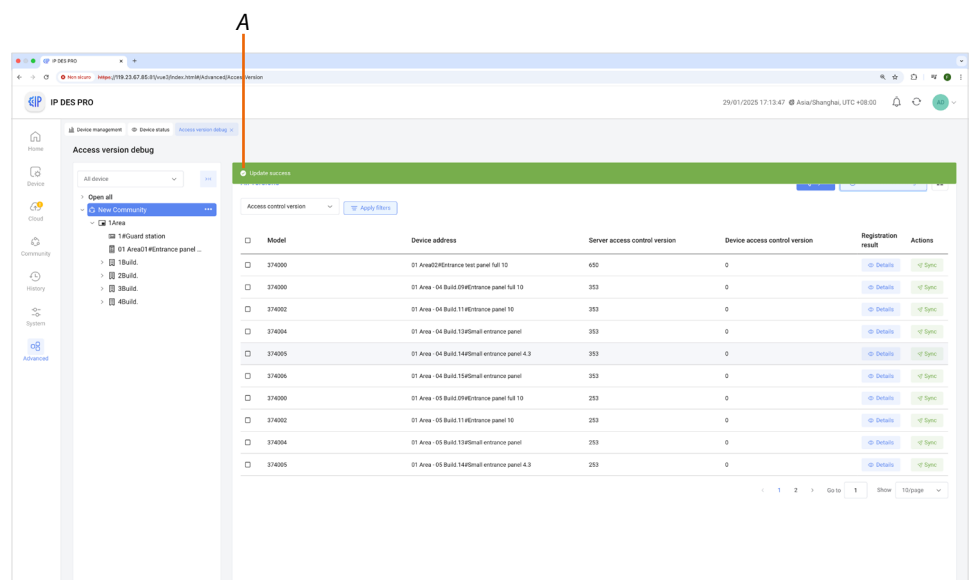 A
IP DES PRO
Non sicuro https://119.23.67.85:81/vue3/index.html#/Advanced/AccessVersion
IP DES PRO
29/01/2025 17:13:47 Asia/Shanghai, UTC +08:00
AD
Device management Device status Access version debug
Home
Access version debug
Update success
All device
Device
Open all
New Community
Access control version Apply filters
Cloud
1Area
1#Guard station
Model Device address Server access control version Device access control version Registration result Actions
01 Area01#Entrance panel ...
Community
1Build.
374000 01 Area02#Entrance test panel full 10 650 0 Details Sync
2Build.
History
3Build.
374000 01 Area - 04 Build.09#Entrance panel full 10 353 0 Details Sync
4Build.
374002 01 Area - 04 Build.11#Entrance panel 10 353 0 Details Sync
System
374004 01 Area - 04 Build.13#Small entrance panel 353 0 Details Sync
Advanced
374005 01 Area - 04 Build.14#Small entrance panel 4.3 353 0 Details Sync
374006 01 Area - 04 Build.15#Small entrance panel 353 0 Details Sync
374000 01 Area - 05 Build.09#Entrance panel full 10 253 0 Details Sync
374002 01 Area - 05 Build.11#Entrance panel 10 253 0 Details Sync
374004 01 Area - 05 Build.13#Small entrance panel 253 0 Details Sync
374005 01 Area - 05 Build.14#Small entrance panel 4.3 253 0 Details Sync
1 2 Go to 1 Show 10/page